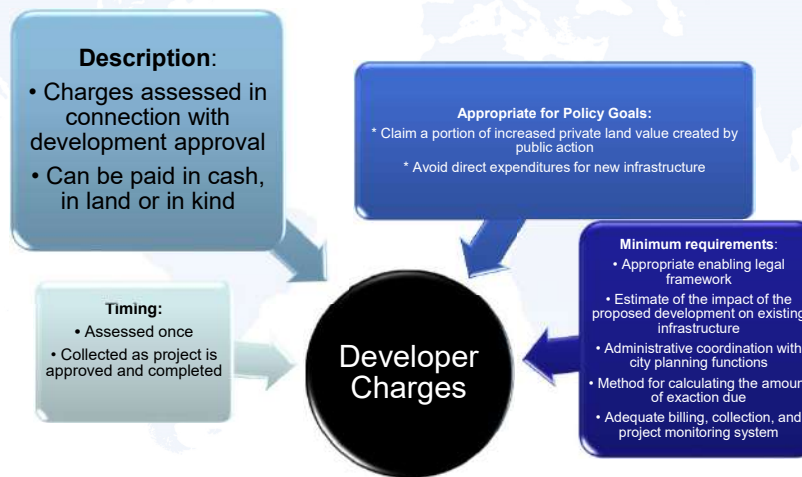 Description:
• Charges assessed in
connection with
development approval
• Can be paid in cash,
in land or in kind
Appropriate for Policy Goals:
* Claim a portion of increased private land value created by
public action
* Avoid direct expenditures for new infrastructure
Timing:
• Assessed once
• Collected as project is
approved and completed
Developer
Charges
Minimum requirements:
• Appropriate enabling legal
framework
• Estimate of the impact of the
proposed development on existing
infrastructure
• Administrative coordination with
city planning functions
• Method for calculating the amoun
of exaction due
• Adequate billing, collection, and
project monitoring system